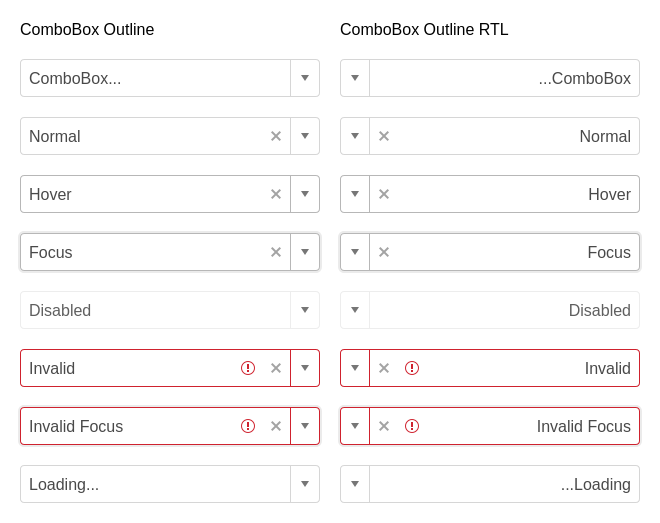 ComboBox Outline
ComboBox Outline RTL
ComboBox...
...ComboBox
Normal
Normal
Hover
Hover
Focus
Focus
Disabled
Disabled
Invalid
Invalid
Invalid Focus
Invalid Focus
Loading...
...Loading